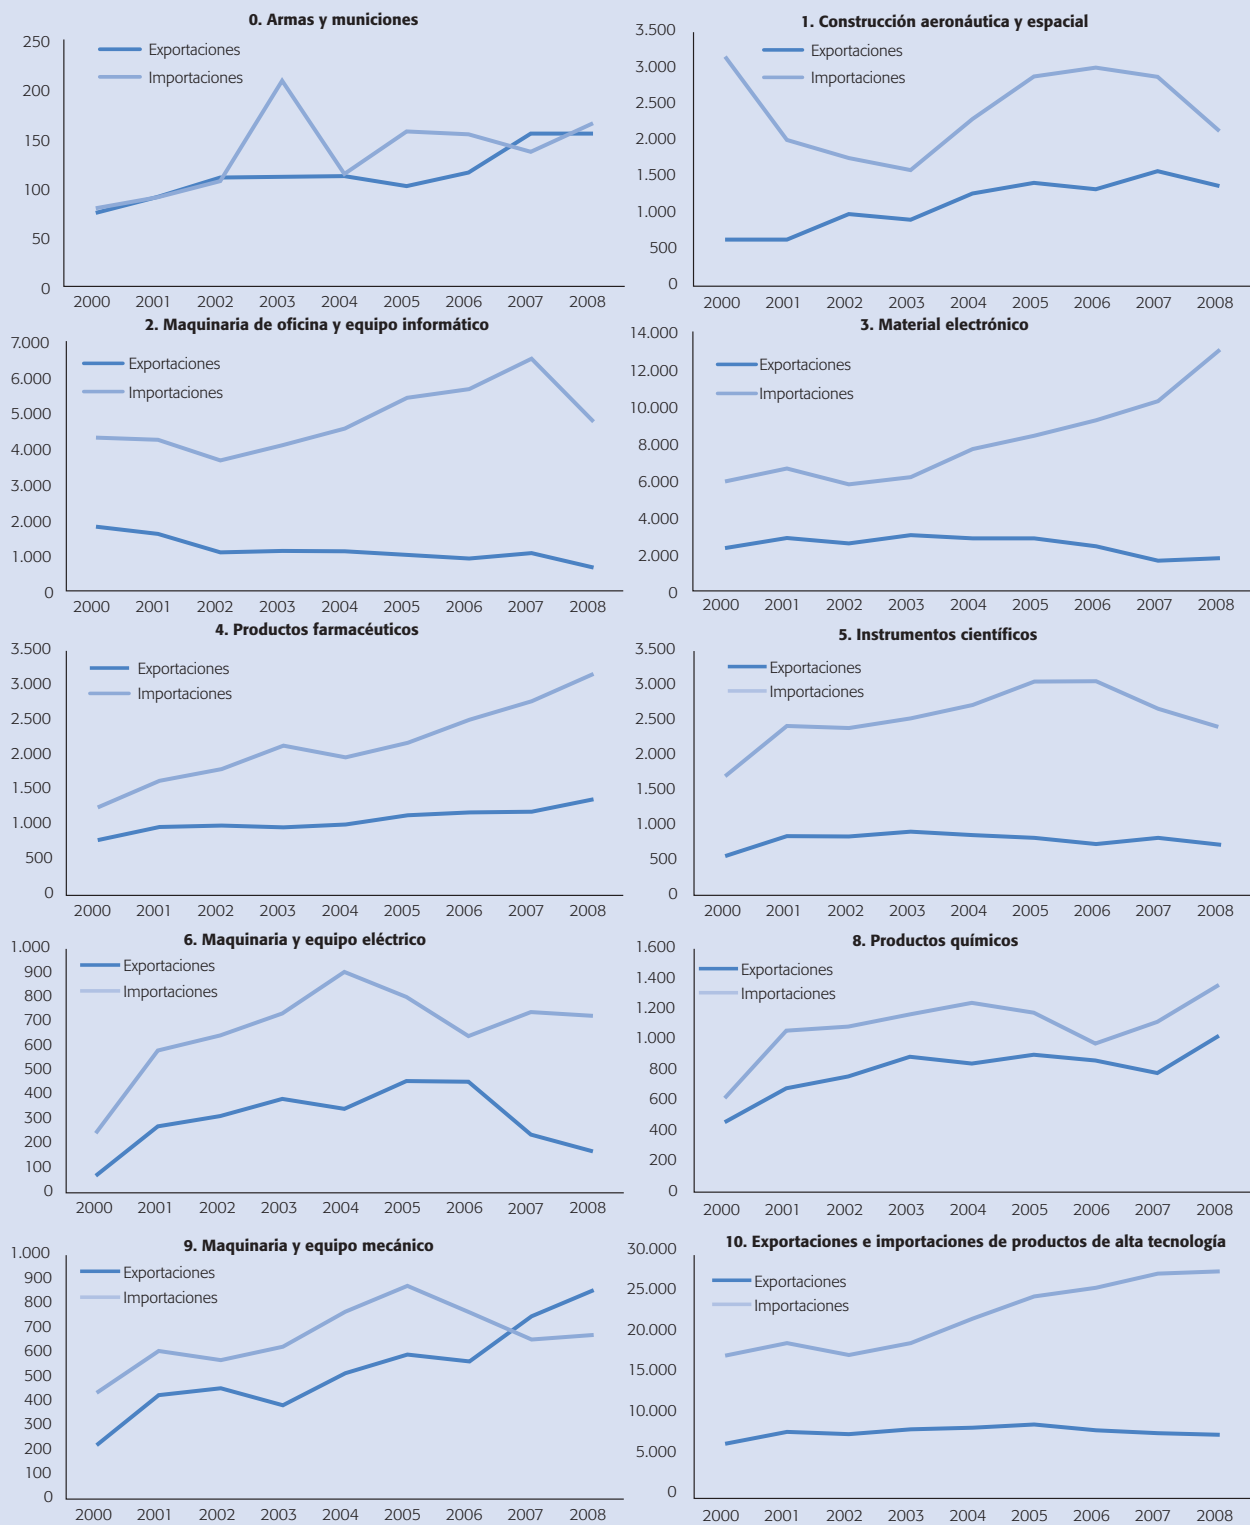 0. Armas y municiones
250
200
150
100
50
0
Exportaciones
Importaciones
2000 2001 2002 2003 2004 2005 2006 2007 2008
1. Construcción aeronáutica y espacial
3.500
3.000
2.500
2.000
1.500
1.000
500
0
Exportaciones
Importaciones
2000 2001 2002 2003 2004 2005 2006 2007 2008
2. Maquinaria de oficina y equipo informático
7.000
6.000
5.000
4.000
3.000
2.000
1.000
0
Exportaciones
Importaciones
2000 2001 2002 2003 2004 2005 2006 2007 2008
3. Material electrónico
14.000
12.000
10.000
8.000
6.000
4.000
2.000
0
Exportaciones
Importaciones
2000 2001 2002 2003 2004 2005 2006 2007 2008
4. Productos farmacéuticos
3.500
3.000
2.500
2.000
1.500
1.000
500
0
Exportaciones
Importaciones
2000 2001 2002 2003 2004 2005 2006 2007 2008
5. Instrumentos científicos
3.500
3.000
2.500
2.000
1.500
1.000
500
0
Exportaciones
Importaciones
2000 2001 2002 2003 2004 2005 2006 2007 2008
6. Maquinaria y equipo eléctrico
1.000
900
800
700
600
500
400
300
200
100
0
Exportaciones
Importaciones
2000 2001 2002 2003 2004 2005 2006 2007 2008
8. Productos químicos
1.600
1.400
1.200
1.000
800
600
400
200
0
Exportaciones
Importaciones
2000 2001 2002 2003 2004 2005 2006 2007 2008
9. Maquinaria y equipo mecánico
1.000
900
800
700
600
500
400
300
200
100
0
Exportaciones
Importaciones
2000 2001 2002 2003 2004 2005 2006 2007 2008
10. Exportaciones e importaciones de productos de alta tecnología
30.000
25.000
20.000
15.000
10.000
5.000
0
Exportaciones
Importaciones
2000 2001 2002 2003 2004 2005 2006 2007 2008